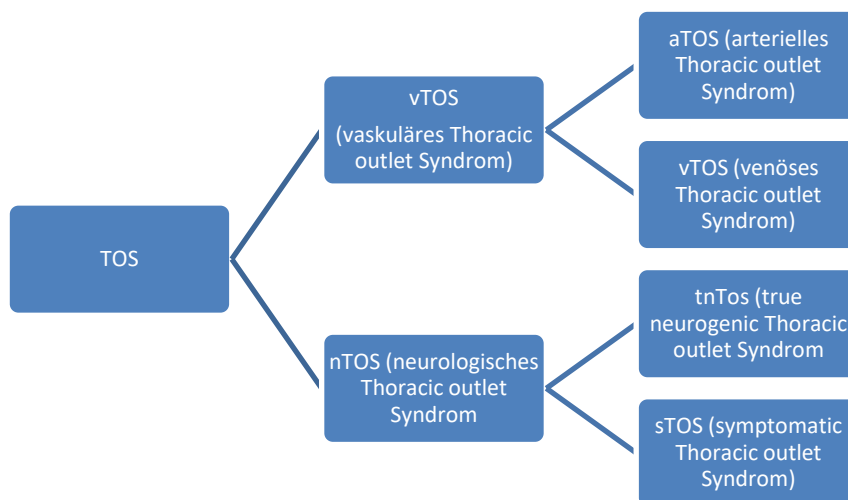 TOS
vTOS
(vaskuläres Thoracic
outlet Syndrom)
aTOS (arterielles
Thoracic outlet
Syndrom)
vTOS (venöses
Thoracic outlet
Syndrom)
nTOS (neurologisches
Thoracic outlet
Syndrom
tnTos (true
neurogenic Thoracic
outlet Syndrom
sTOS (symptomatic
Thoracic outlet
Syndrom)